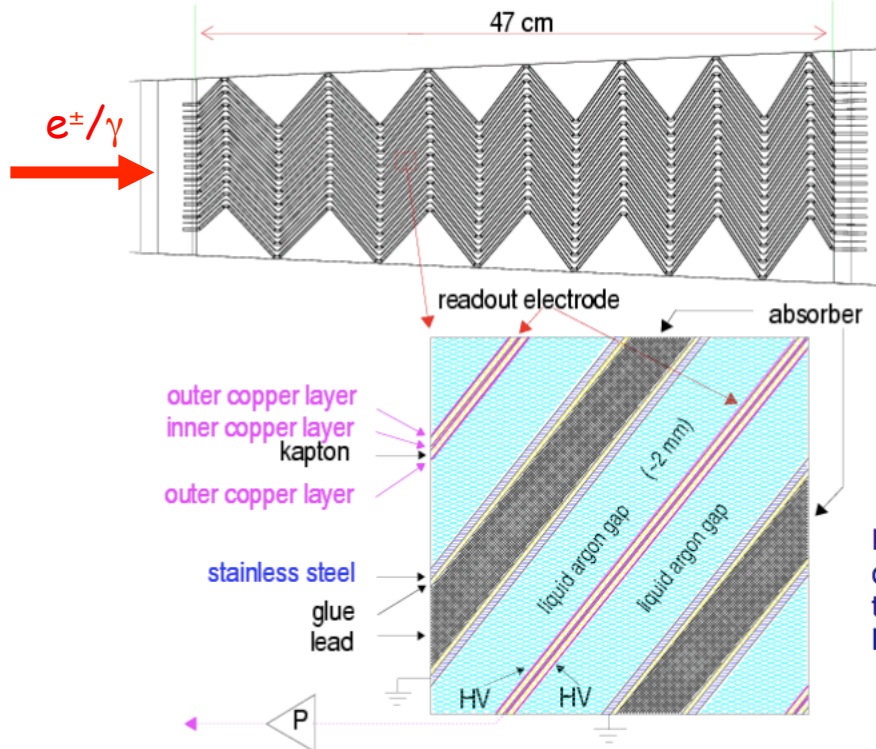 47 cm
e±/γ
readout electrode
absorber
outer copper layer
inner copper layer
kapton
outer copper layer
(~2 mm)
liquid argon gap
liquid argon gap
stainless steel
glue
lead
HV
HV
P